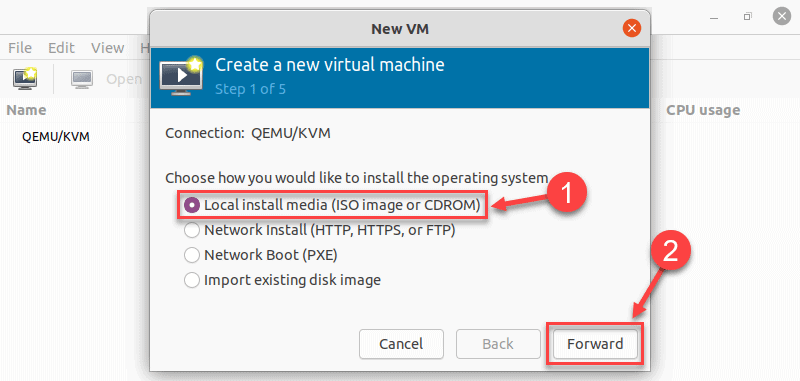 New VM
File Edit View H
Create a new virtual machine
Step 1 of 5
Open
Name
CPU usage
QEMU/KVM
Connection: QEMU/KVM
Choose how you would like to install the operating system
1
Local install media (ISO image or CDROM)
Network Install (HTTP, HTTPS, or FTP)
Network Boot (PXE)
Import existing disk image
2
Cancel Back Forward